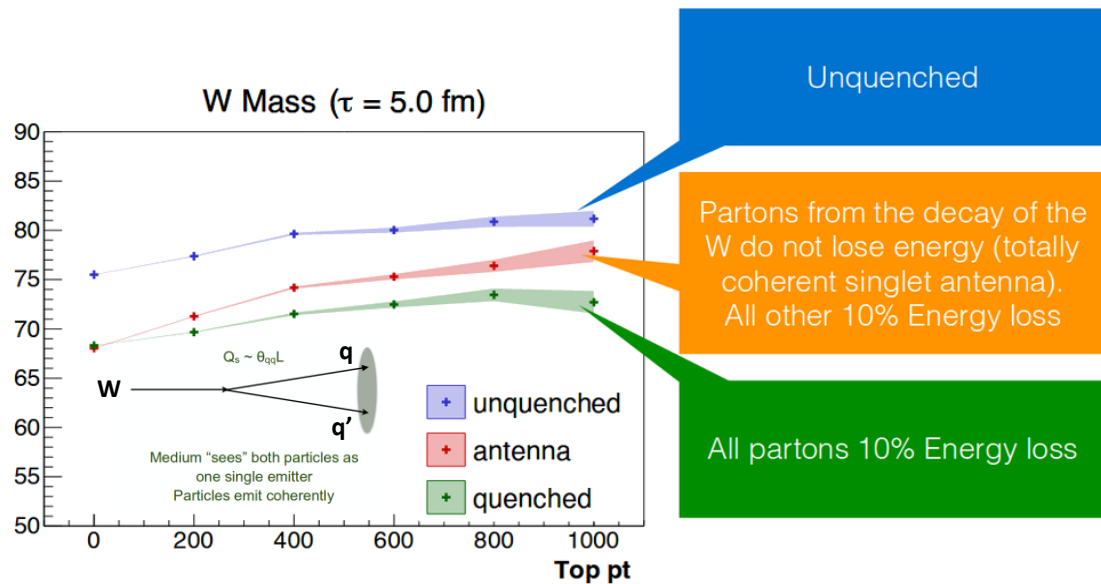 W Mass (τ = 5.0 fm)
90
85
80
75
70
65
60
55
50
0
200
400
600
800
1000
Top pt
Qₛ ~ θqqL
W
q
q’
Medium “sees” both particles as
one single emitter
Particles emit coherently
unquenched
antenna
quenched
Unquenched
Partons from the decay of the
W do not lose energy (totally
coherent singlet antenna).
All other 10% Energy loss
All partons 10% Energy loss